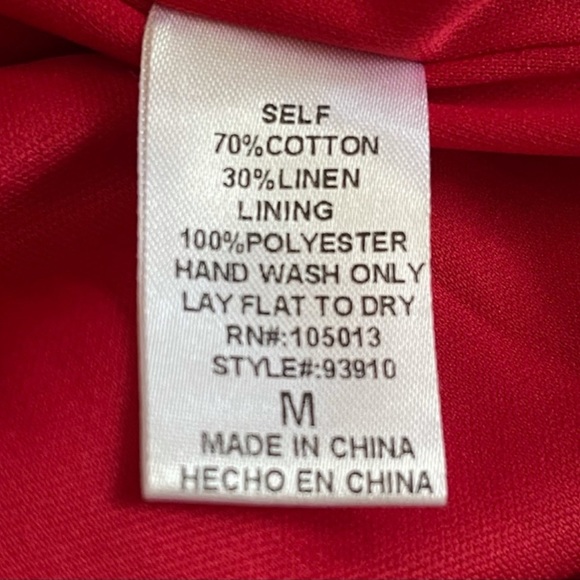 SELF
70%COTTON
30%LINEN
LINING
100%POLYESTER
HAND WASH ONLY
LAY FLAT TO DRY
RN#:105013
STYLE#:93910
M
MADE IN CHINA
HECHO EN CHINA